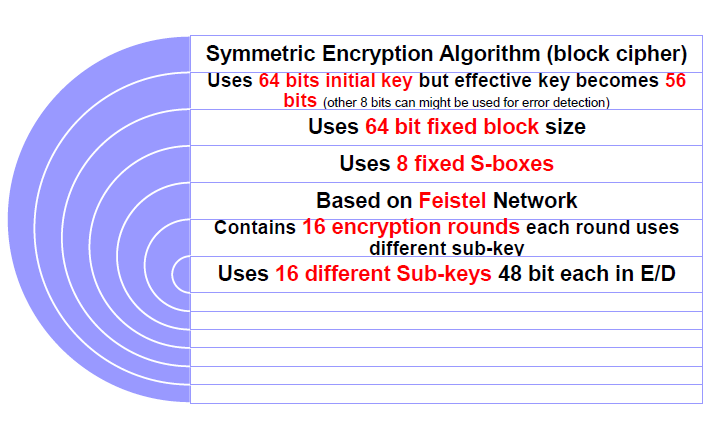 Symmetric Encryption Algorithm (block cipher)
Uses 64 bits initial key but effective key becomes 56
bits (other 8 bits can might be used for error detection)
Uses 64 bit fixed block size
Uses 8 fixed S-boxes
Based on Feistel Network
Contains 16 encryption rounds each round uses
different sub-key
Uses 16 different Sub-keys 48 bit each in E/D